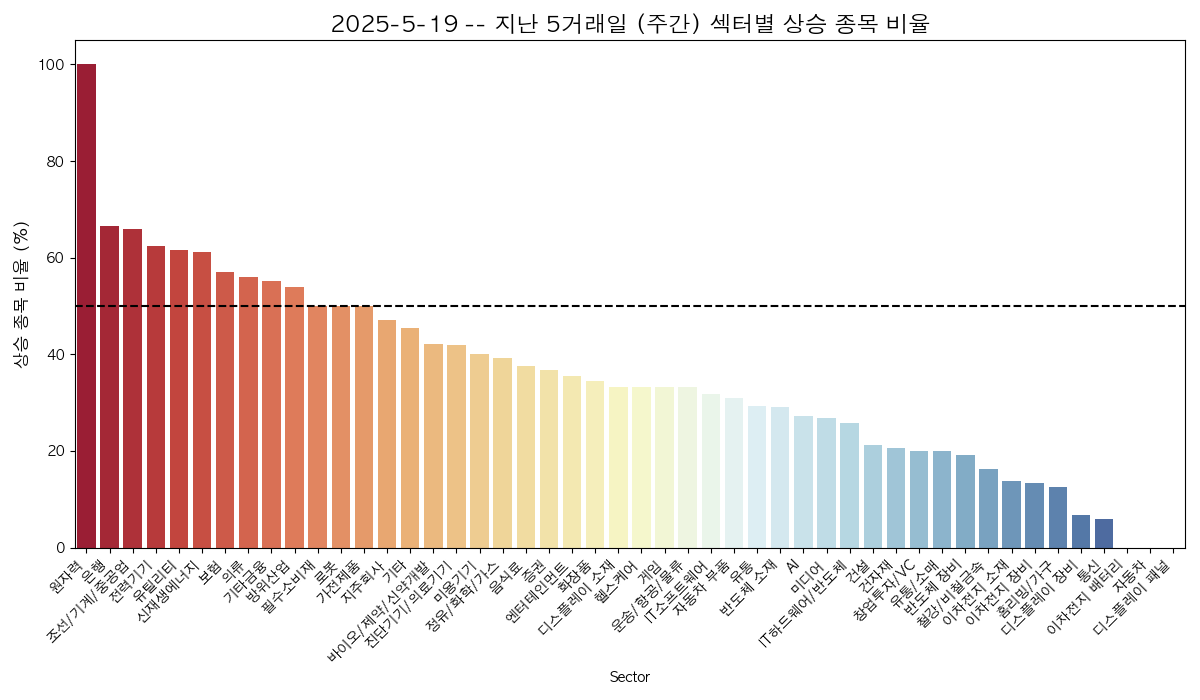 2025-5-19 -- 지난 5거래일 (주간) 섹터별 상승 종목 비율
상승 종목 비율 (%)
100
80
60
40
20
0
원자력
은행
조선/기계/중공업
전력기기
유틸리티
신재생에너지
보험
의류
기타금융
방위산업
필수소비재
로봇
가전제품
지주회사
기타
바이오/제약/신약개발
진단기기/의료기기
미용기기
정유/화학/가스
음식료
증권
엔터테인먼트
화장품
디스플레이 소재
헬스케어
게임
운송/항공/물류
IT소프트웨어
자동차 부품
유통
반도체 소재
AI
미디어
IT하드웨어/반도체
건설
건자재
창업투자/VC
유통/소매
반도체 장비
철강/비철금속
이차전지 소재
이차전지 장비
홈리빙/가구
디스플레이 장비
통신
이차전지 배터리
자동차
디스플레이 패널
Sector